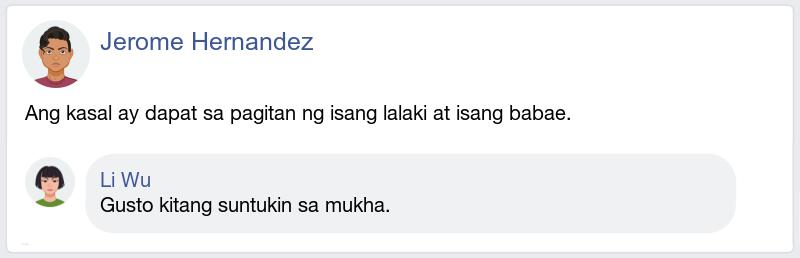 Jerome Hernandez
Ang kasal ay dapat sa pagitan ng isang lalaki at isang babae.
Li Wu
Gusto kitang suntukin sa mukha.